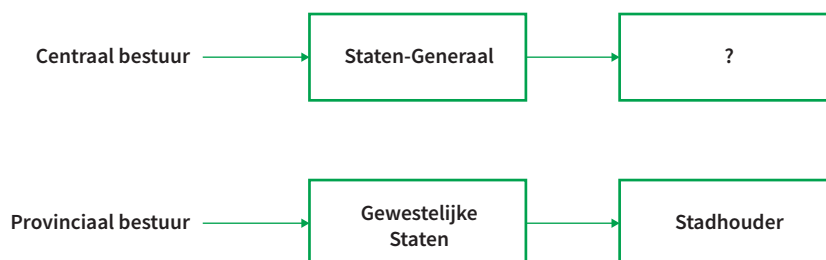 Centraal bestuur
Staten-Generaal
?
Provinciaal bestuur
Gewestelijke
Staten
Stadhouder